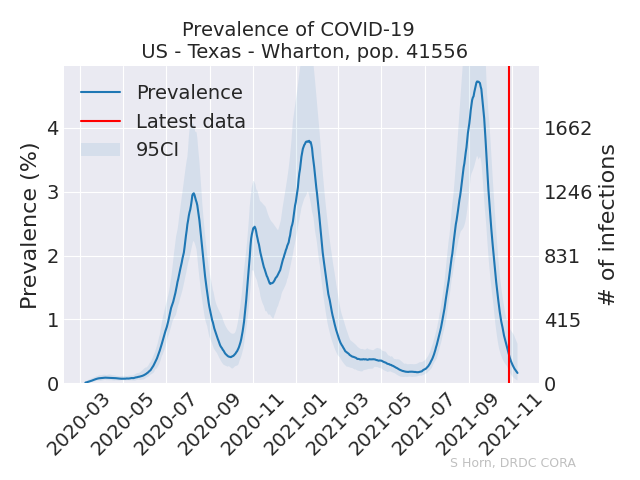 Prevalence of COVID-19
US - Texas - Wharton, pop. 41556
Prevalence
Latest data
95CI
Prevalence (%)
4
3
2
1
0
# of infections
1662
1246
831
415
0
2020-03
2020-05
2020-07
2020-09
2020-11
2021-01
2021-03
2021-05
2021-07
2021-09
2021-11
S Horn, DRDC CORA